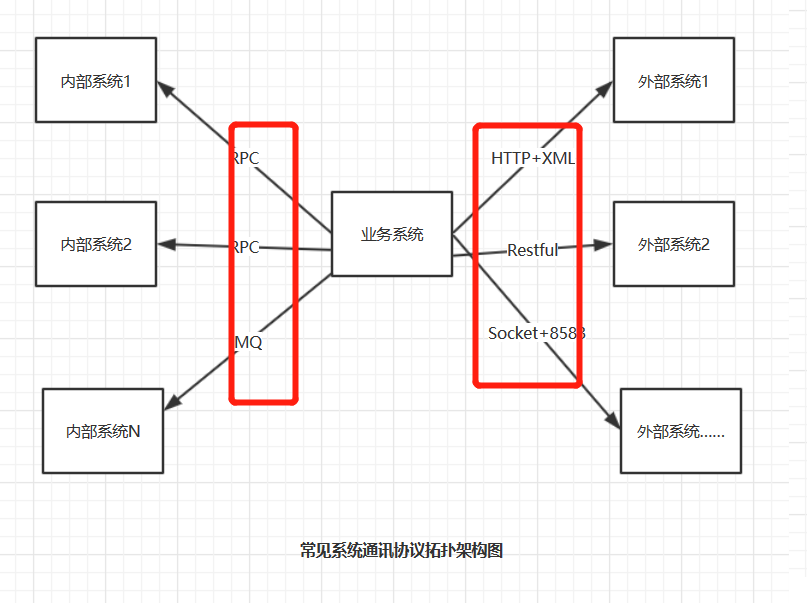 内部系统1
外部系统1
RPC
HTTP+XML
业务系统
内部系统2
RPC
Restful
外部系统2
Socket+8583
MQ
内部系统N
外部系统……
常见系统通讯协议拓扑架构图